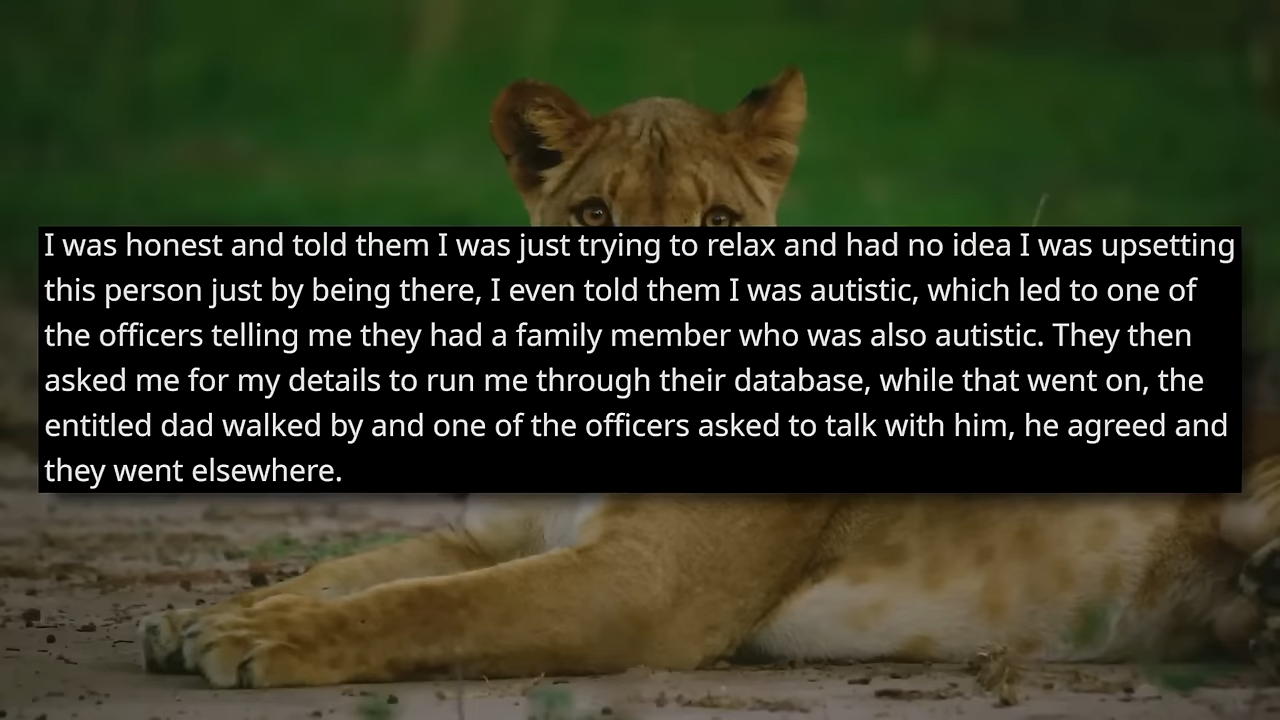 I was honest and told them I was just trying to relax and had no idea I was upsetting
this person just by being there, I even told them I was autistic, which led to one of
the officers telling me they had a family member who was also autistic. They then
asked me for my details to run me through their database, while that went on, the
entitled dad walked by and one of the officers asked to talk with him, he agreed and
they went elsewhere.